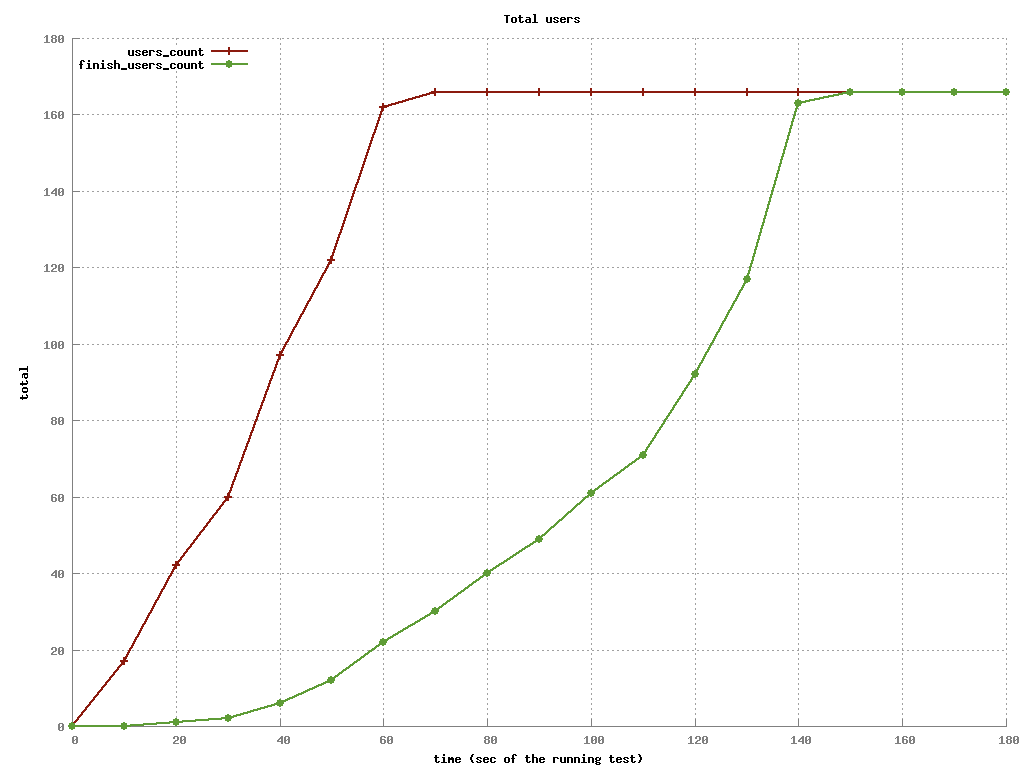 Total users
180
users_count
finish_users_count
160
140
120
100
total
80
60
40
20
0
0 20 40 60 80 100 120 140 160 180
time (sec of the running test)